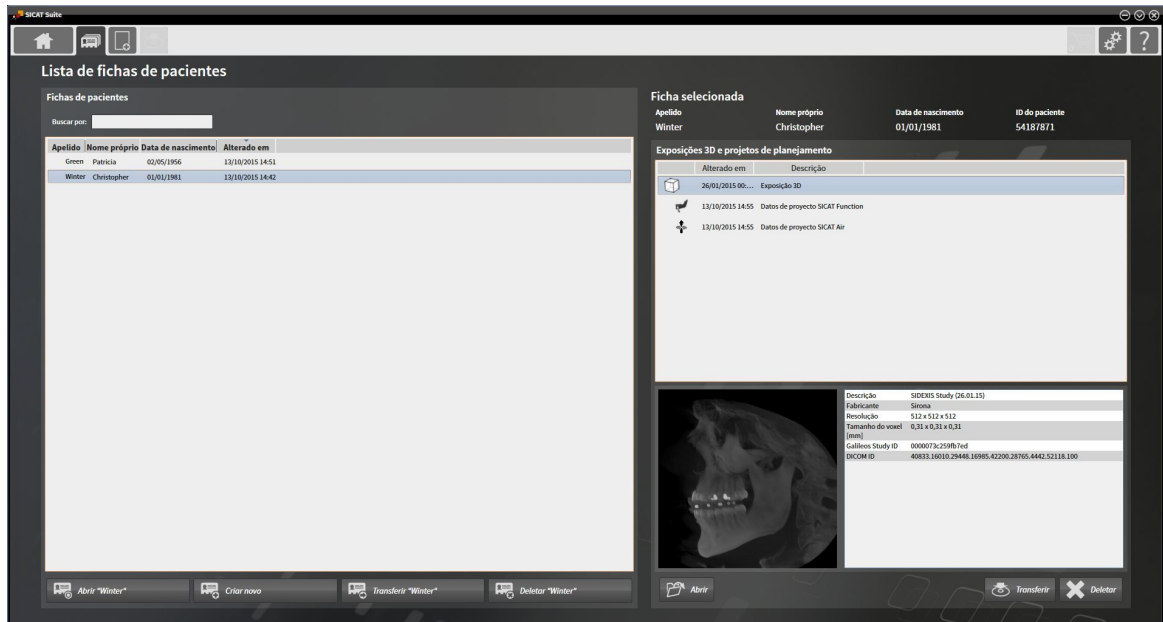 SICAT Suite
?
Lista de fichas de pacientes
Fichas de pacientes
Buscar por:
Apelido Nome próprio Data de nascimento Alterado em
Green Patricia 02/05/1956 13/10/2015 14:51
Winter Christopher 01/01/1981 13/10/2015 14:42
Abrir "Winter"
Criar novo
Transferir "Winter"
Deletar "Winter"
Ficha selecionada
Apelido Nome próprio Data de nascimento ID do paciente
Winter Christopher 01/01/1981 54187871
Exposições 3D e projetos de planejamento
Alterado em Descrição
26/01/2015 00:... Exposição 3D
13/10/2015 14:55 Datos de proyecto SICAT Function
13/10/2015 14:55 Datos de proyecto SICAT Air
Descrição SIDEXIS Study (26.01.15)
Fabricante Sirona
Resolução 512 x 512 x 512
Tamanho do voxel 0,31 x 0,31 x 0,31
[mm]
Galileos Study ID 0000073c259fb7ed
DICOM ID 40833.16010.29448.16985.42200.28765.4442.52118.100
Abrir
Transferir
Deletar